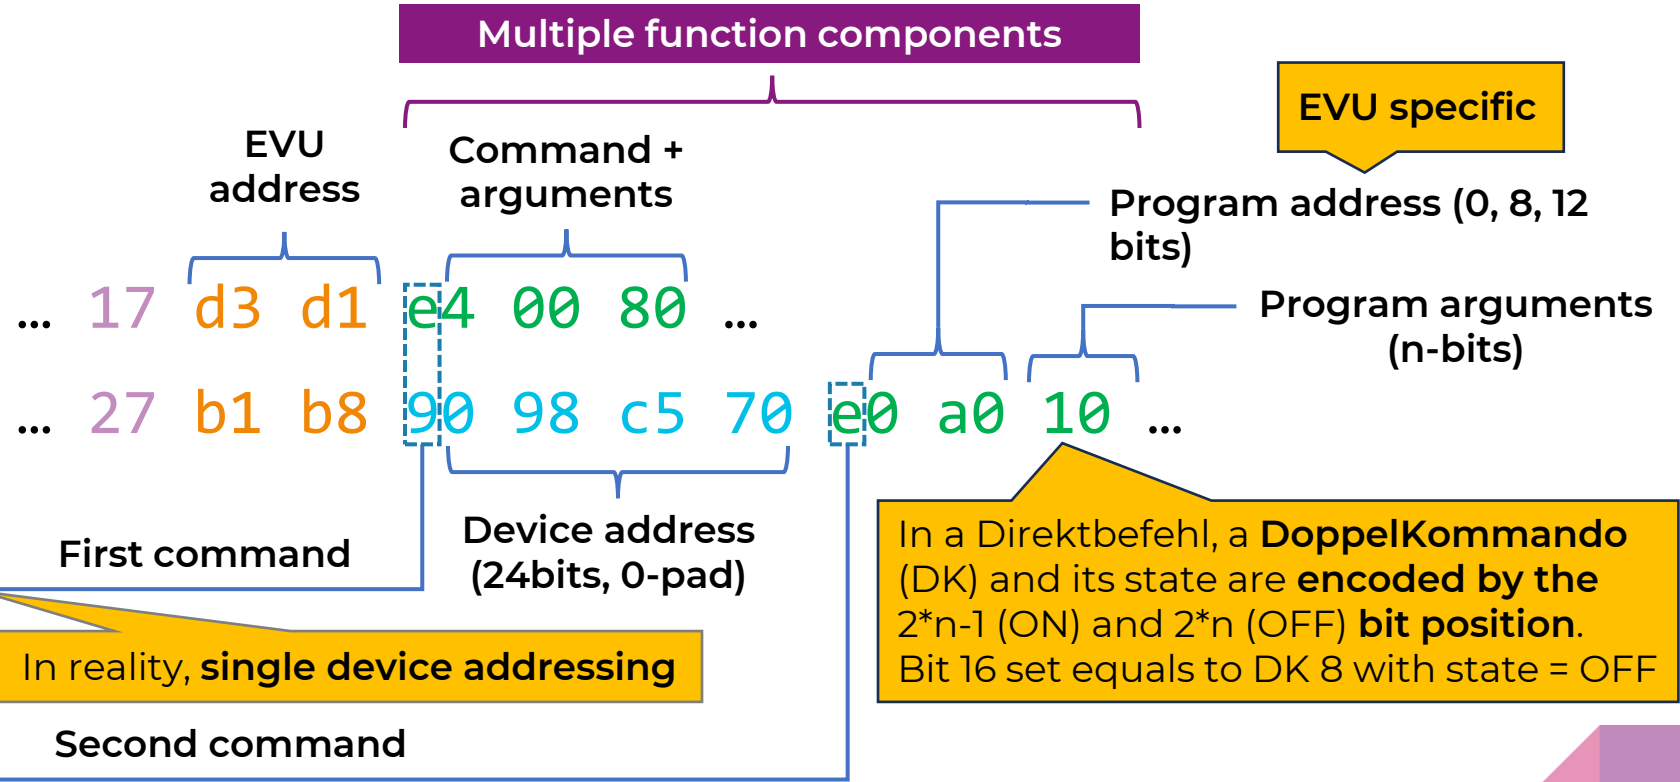 Multiple function components
EVU specific
EVU
address
Command +
arguments
Program address (0, 8, 12
bits)
... 17 d3 d1 e4 00 80 ...
Program arguments
(n-bits)
... 27 b1 b8 90 98 c5 70 e0 a0 10 ...
First command
Device address
(24bits, 0-pad)
In a Direktbefehl, a DoppelKommando
(DK) and its state are encoded by the
2*n-1 (ON) and 2*n (OFF) bit position.
Bit 16 set equals to DK 8 with state = OFF
In reality, single device addressing
Second command